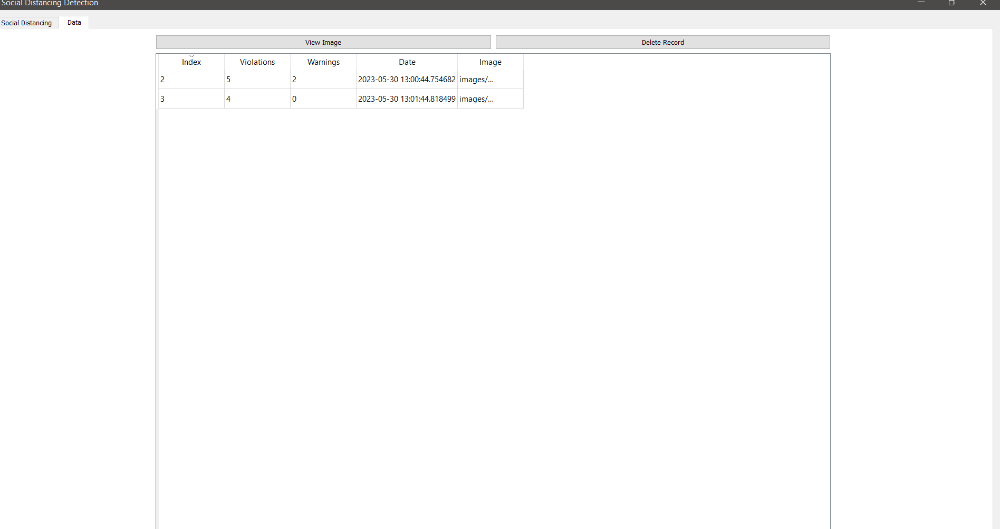 Social Distancing Detection
Social Distancing Data
View Image Delete Record
Index Violations Warnings Date Image
2 5 2 2023-05-30 13:00:44.754682 images/...
3 4 0 2023-05-30 13:01:44.818499 images/...